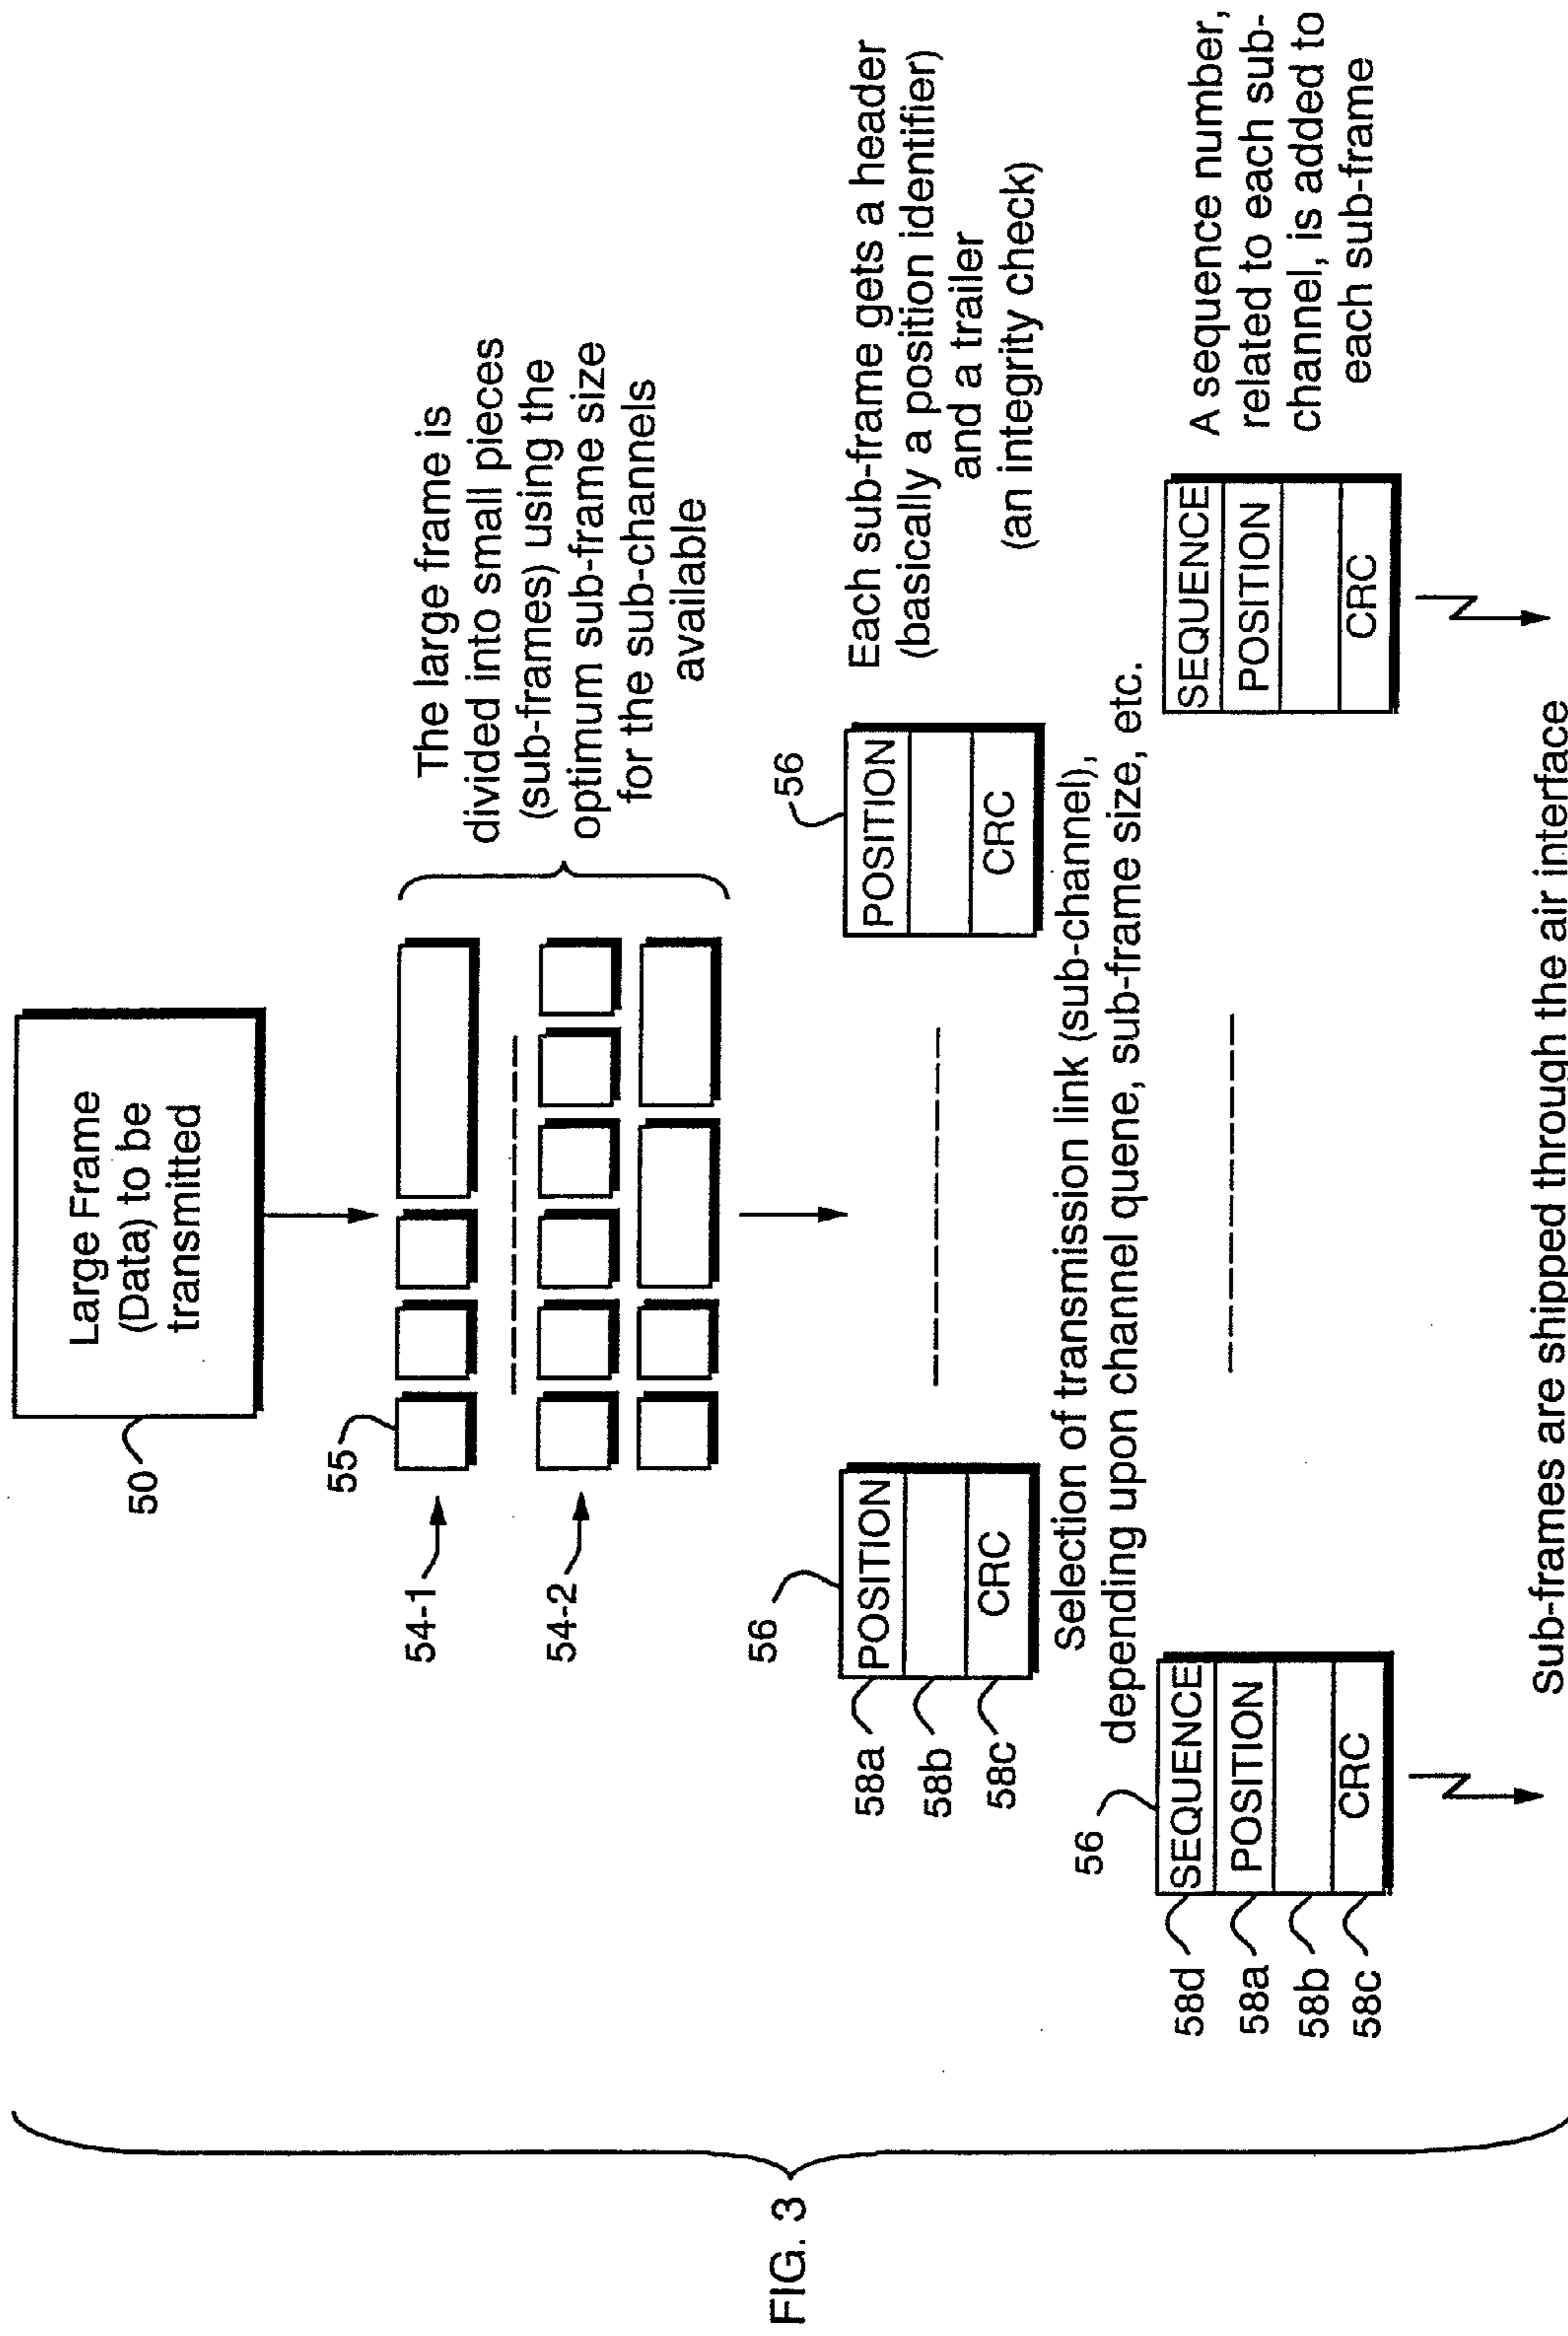 Large Frame
(Data) to be
transmitted
50
55
54-1
54-2
The large frame is
divided into small pieces
(sub-frames) using the
optimum sub-frame size
for the sub-channels
available
56
POSITION
CRC
58a
58b
58c
56
POSITION
CRC
Each sub-frame gets a header
(basically a position identifier)
and a trailer
(an integrity check)
Selection of transmission link (sub-channel),
depending upon channel quene, sub-frame size, etc.
56
SEQUENCE
POSITION
CRC
58d
58a
58b
58c
SEQUENCE
POSITION
CRC
A sequence number,
related to each sub-
channel, is added to
each sub-frame
Sub-frames are shipped through the air interface
FIG. 3